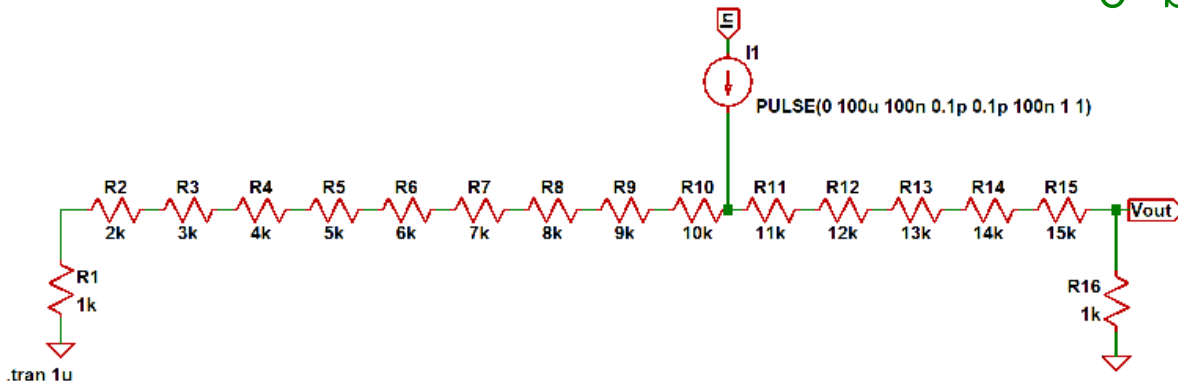 In
I1
PULSE(0 100u 100n 0.1p 0.1p 100n 1 1)
R2 R3 R4 R5 R6 R7 R8 R9 R10 R11 R12 R13 R14 R15
Vout
2k 3k 4k 5k 6k 7k 8k 9k 10k 11k 12k 13k 14k 15k
R1
1k
R16
1k
.tran 1u